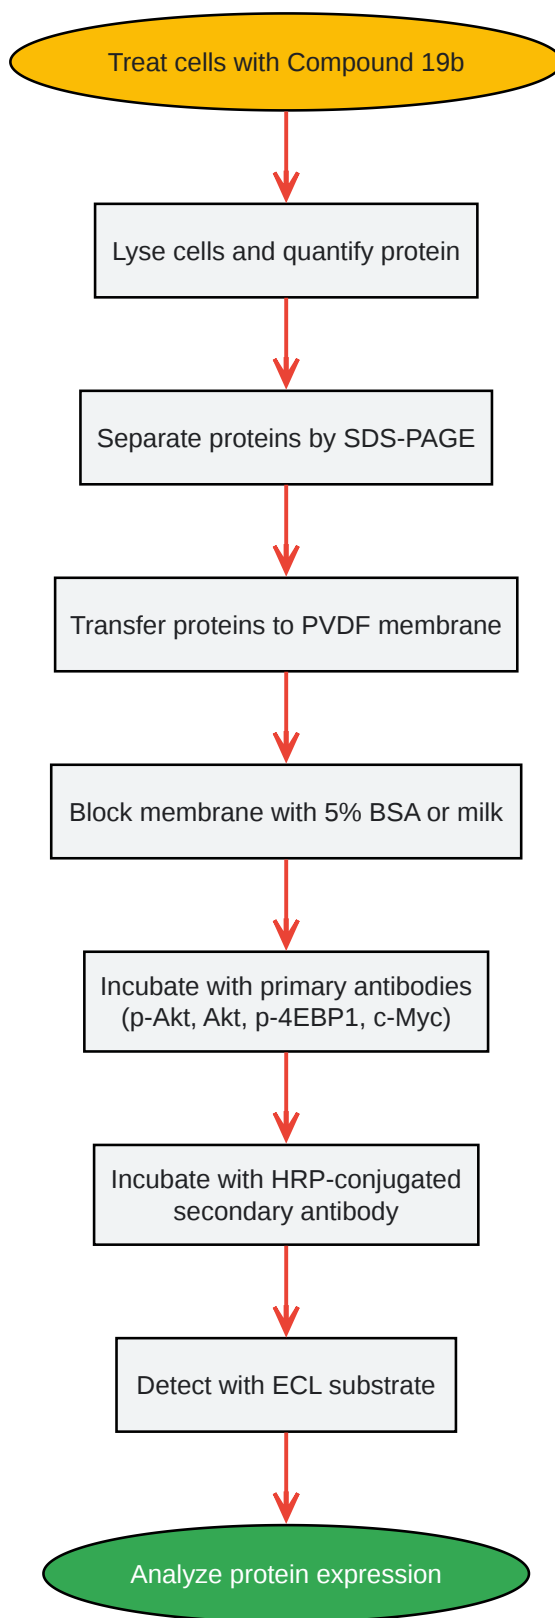 Treat cells with Compound 19b
Lyse cells and quantify protein
Separate proteins by SDS-PAGE
Transfer proteins to PVDF membrane
Block membrane with 5% BSA or milk
Incubate with primary antibodies
(p-Akt, Akt, p-4EBP1, c-Myc)
Incubate with HRP-conjugated
secondary antibody
Detect with ECL substrate
Analyze protein expression